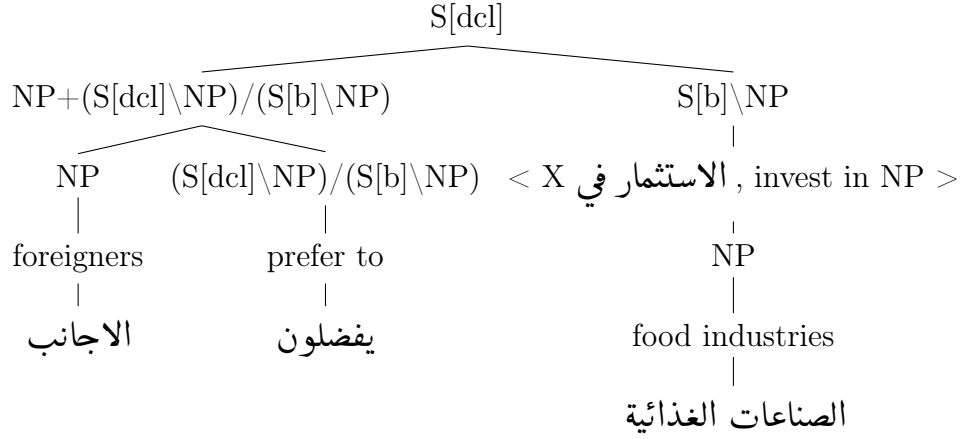 S[dcl]
NP+(S[dcl]\NP)/(S[b]\NP) S[b]\NP
NP (S[dcl]\NP)/(S[b]\NP) < X الاستثمار في , invest in NP >
foreigners prefer to NP
الاجانب يفضلون food industries
الصناعات الغذائية